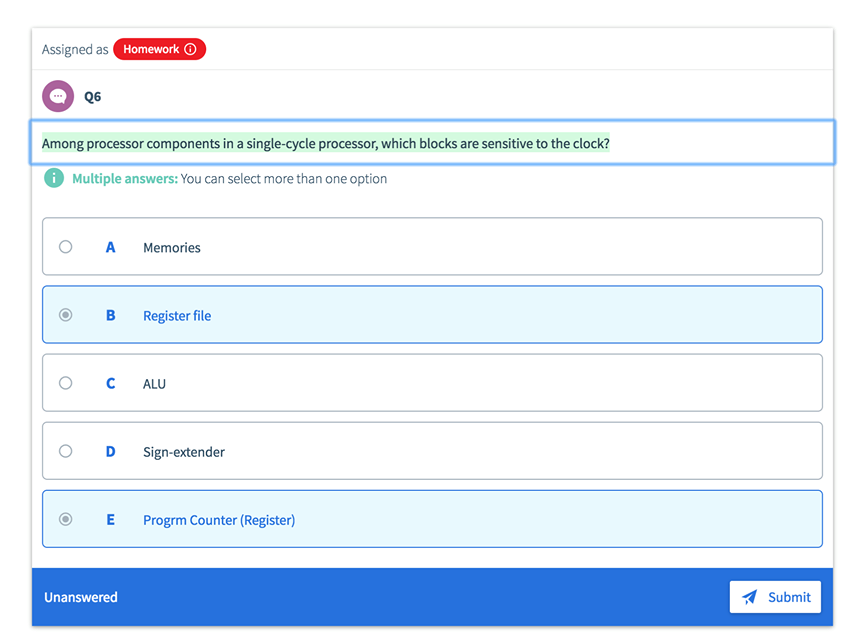 Assigned as Homework
Q6
Among processor components in a single-cycle processor, which blocks are sensitive to the clock?
Multiple answers: You can select more than one option
A Memories
B Register file
C ALU
D Sign-extender
E Progrm Counter (Register)
Unanswered Submit